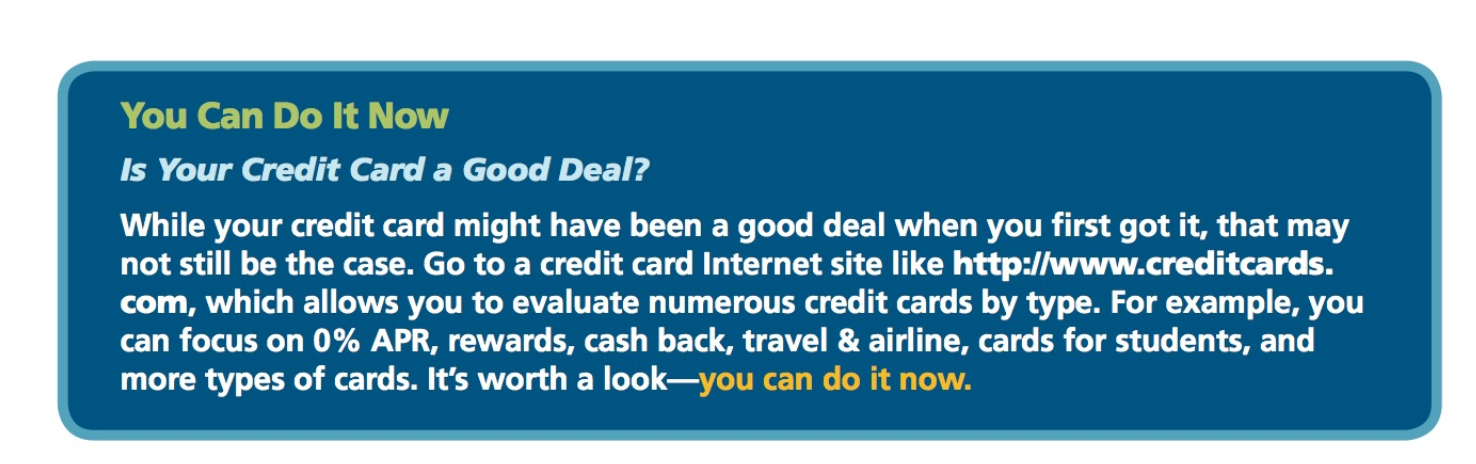 You Can Do It Now
Is Your Credit Card a Good Deal?
While your credit card might have been a good deal when you first got it, that may
not still be the case. Go to a credit card Internet site like http://www.creditcards.
com, which allows you to evaluate numerous credit cards by type. For example, you
can focus on 0% APR, rewards, cash back, travel & airline, cards for students, and
more types of cards. It’s worth a look—you can do it now.